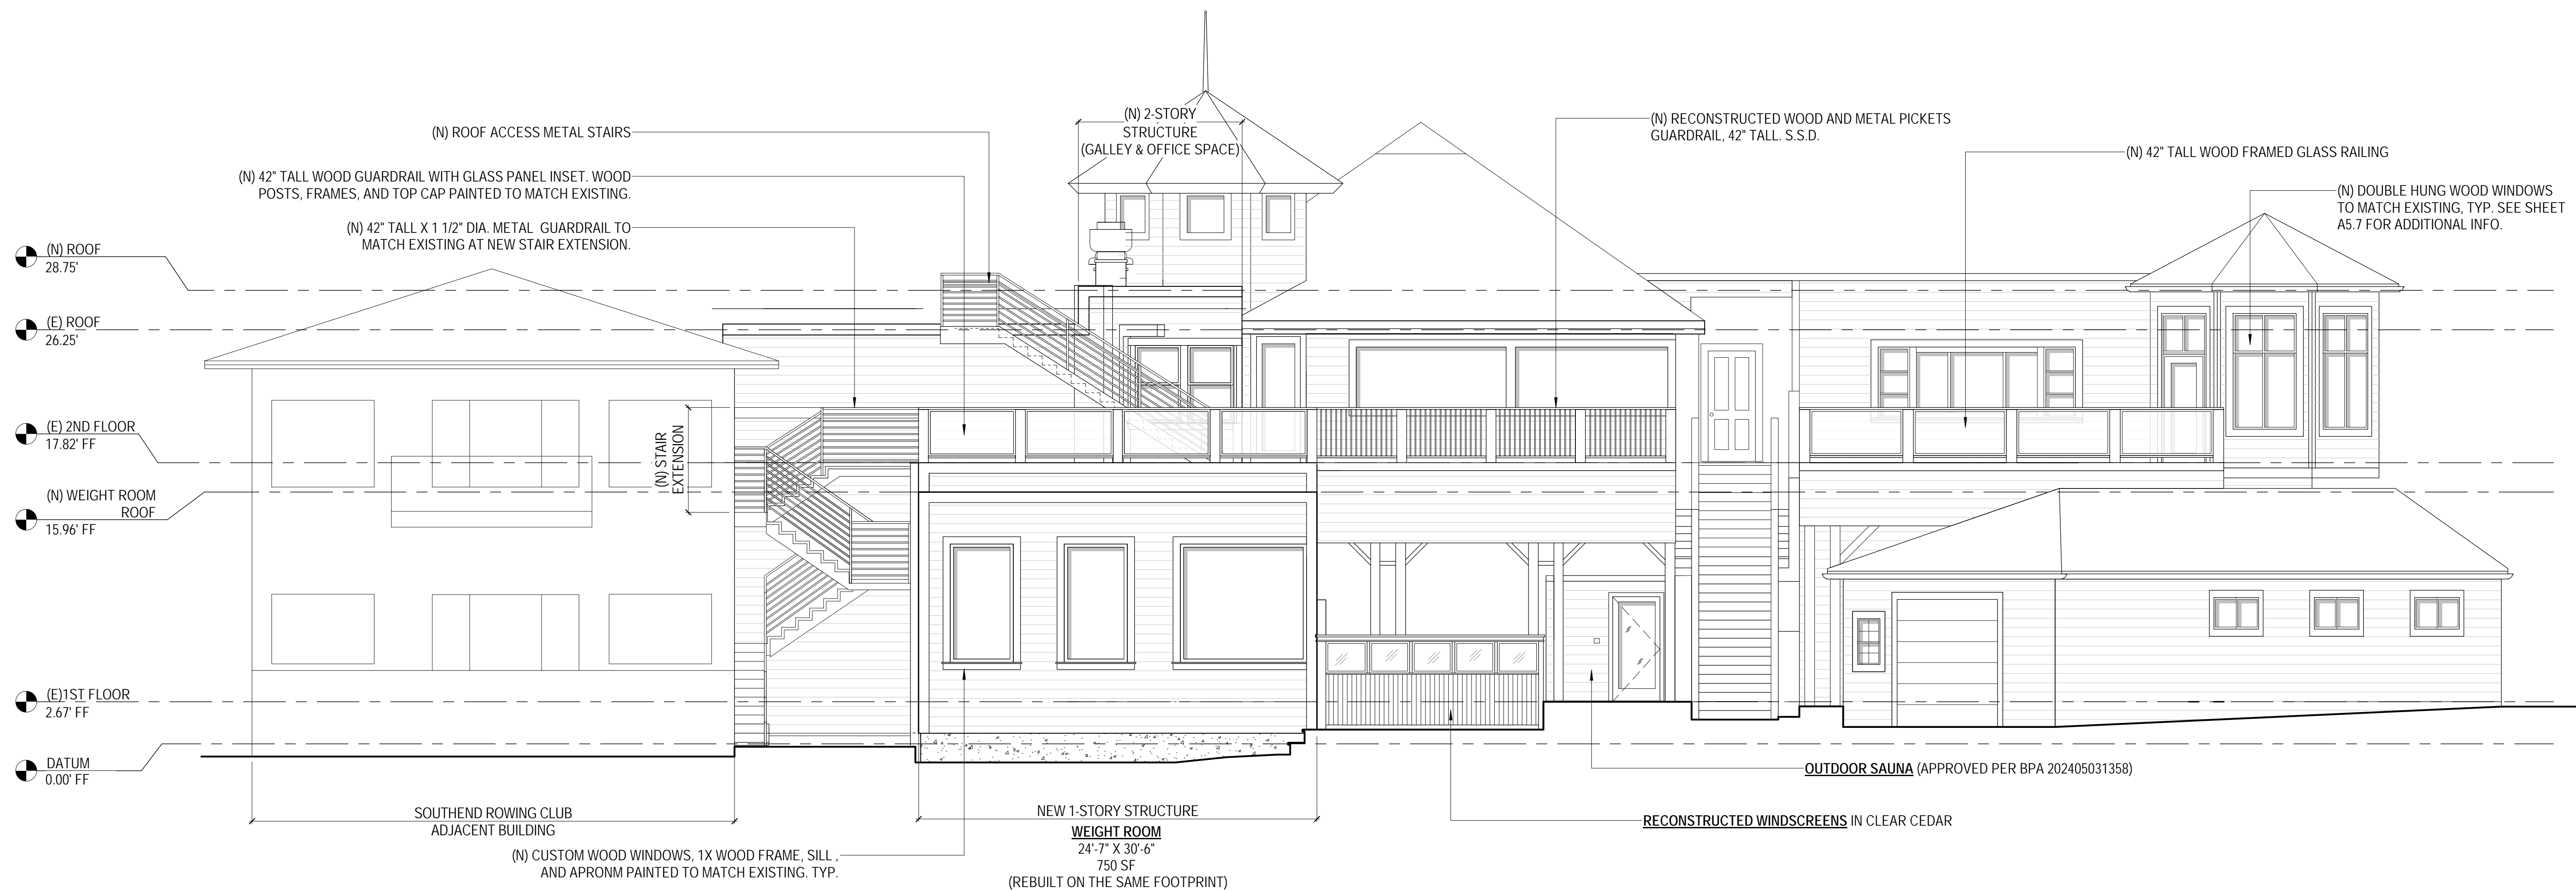 (N) 2-STORY
STRUCTURE
(GALLEY & OFFICE SPACE)
(N) ROOF ACCESS METAL STAIRS
(N) 42" TALL WOOD GUARDRAIL WITH GLASS PANEL INSET. WOOD
POSTS, FRAMES, AND TOP CAP PAINTED TO MATCH EXISTING.
(N) 42" TALL X 1 1/2" DIA. METAL GUARDRAIL TO
MATCH EXISTING AT NEW STAIR EXTENSION.
(N) RECONSTRUCTED WOOD AND METAL PICKETS
GUARDRAIL, 42" TALL. S.S.D.
(N) 42" TALL WOOD FRAMED GLASS RAILING
(N) DOUBLE HUNG WOOD WINDOWS
TO MATCH EXISTING, TYP. SEE SHEET
A5.7 FOR ADDITIONAL INFO.
(N) ROOF
28.75'
(E) ROOF
26.25'
(E) 2ND FLOOR
17.82' FF
(N) WEIGHT ROOM
ROOF
15.96' FF
(E)1ST FLOOR
2.67' FF
DATUM
0.00' FF
(N) STAIR
EXTENSION
SOUTHEND ROWING CLUB
ADJACENT BUILDING
NEW 1-STORY STRUCTURE
WEIGHT ROOM
24'-7" X 30'-6"
750 SF
(REBUILT ON THE SAME FOOTPRINT)
(N) CUSTOM WOOD WINDOWS, 1X WOOD FRAME, SILL ,
AND APRONM PAINTED TO MATCH EXISTING. TYP.
OUTDOOR SAUNA (APPROVED PER BPA 202405031358)
RECONSTRUCTED WINDSCREENS IN CLEAR CEDAR